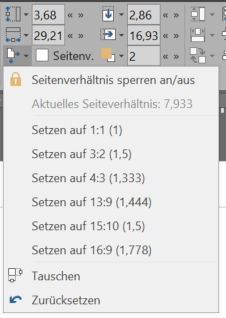 3,68 « » 2,86 « »
29,21 « » 16,93 « »
Seitenv. 2 « »
Seitenverhältnis sperren an/aus
Aktuelles Seiteverhältnis: 7,933
Setzen auf 1:1 (1)
Setzen auf 3:2 (1,5)
Setzen auf 4:3 (1,333)
Setzen auf 13:9 (1,444)
Setzen auf 15:10 (1,5)
Setzen auf 16:9 (1,778)
Tauschen
Zurücksetzen